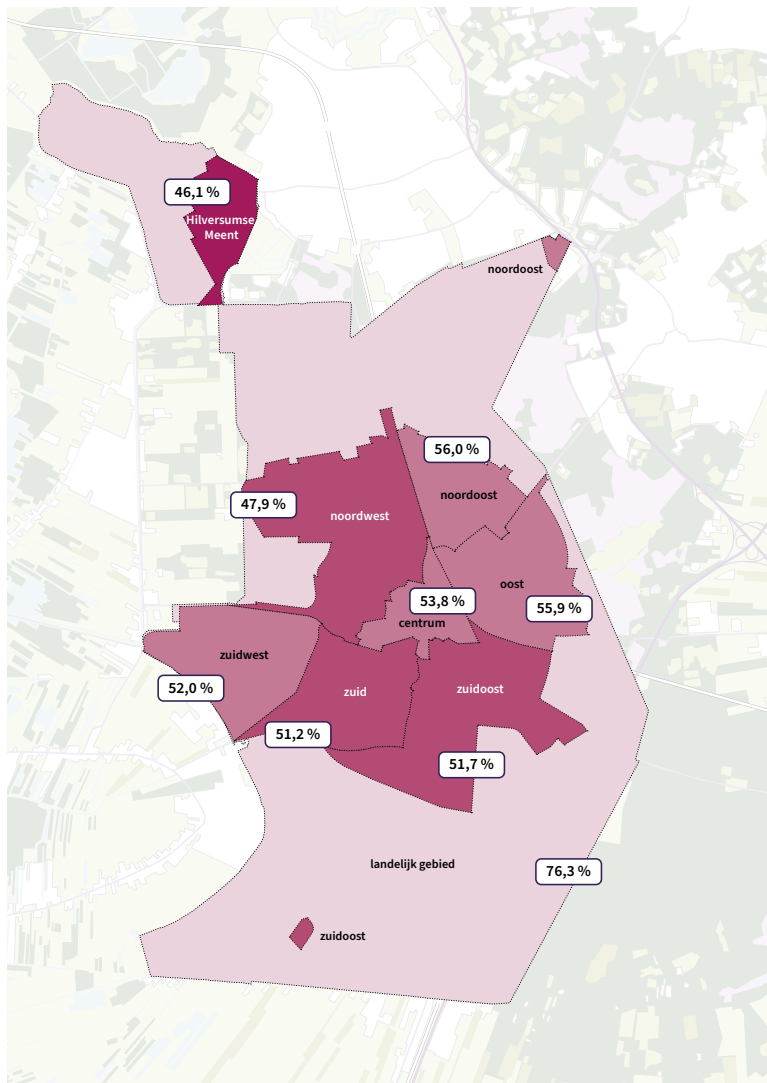 46,1 %
Hilversumse
Meent
noordoost
56,0 %
noordoost
47,9 %
noordwest
oost
53,8 %
55,9 %
centrum
zuidwest
52,0 %
zuid
zuidoost
51,2 %
51,7 %
landelijk gebied
76,3 %
zuidoost